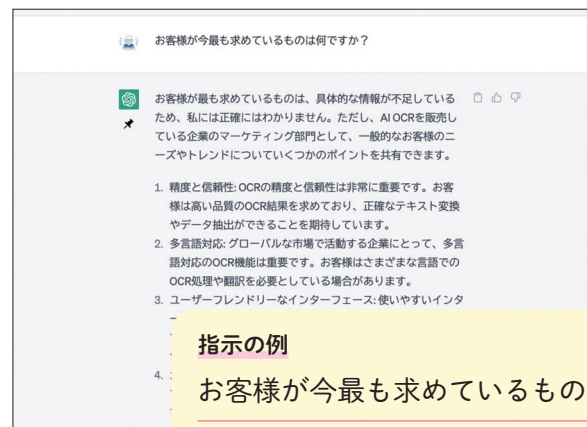 お客様が今最も求めているものは何ですか？
お客様が最も求めているものは、具体的な情報が不足している
ため、私には正確にはわかりません。ただし、AI OCRを販売し
ている企業のマーケティング部門として、一般的なお客様のニ
ーズやトレンドについていくつかのポイントを共有できます。
1. 精度と信頼性: OCRの精度と信頼性は非常に重要です。お客
様は高い品質のOCR結果を求めており、正確なテキスト変換
やデータ抽出ができることを期待しています。
2. 多言語対応: グローバルな市場で活動する企業にとって、多言
語対応のOCR機能は重要です。お客様はさまざまな言語での
OCR処理や翻訳を必要としている場合があります。
3. ユーザーフレンドリーなインターフェース: 使いやすいインタ
4.
指示の例
お客様が今最も求めているもの